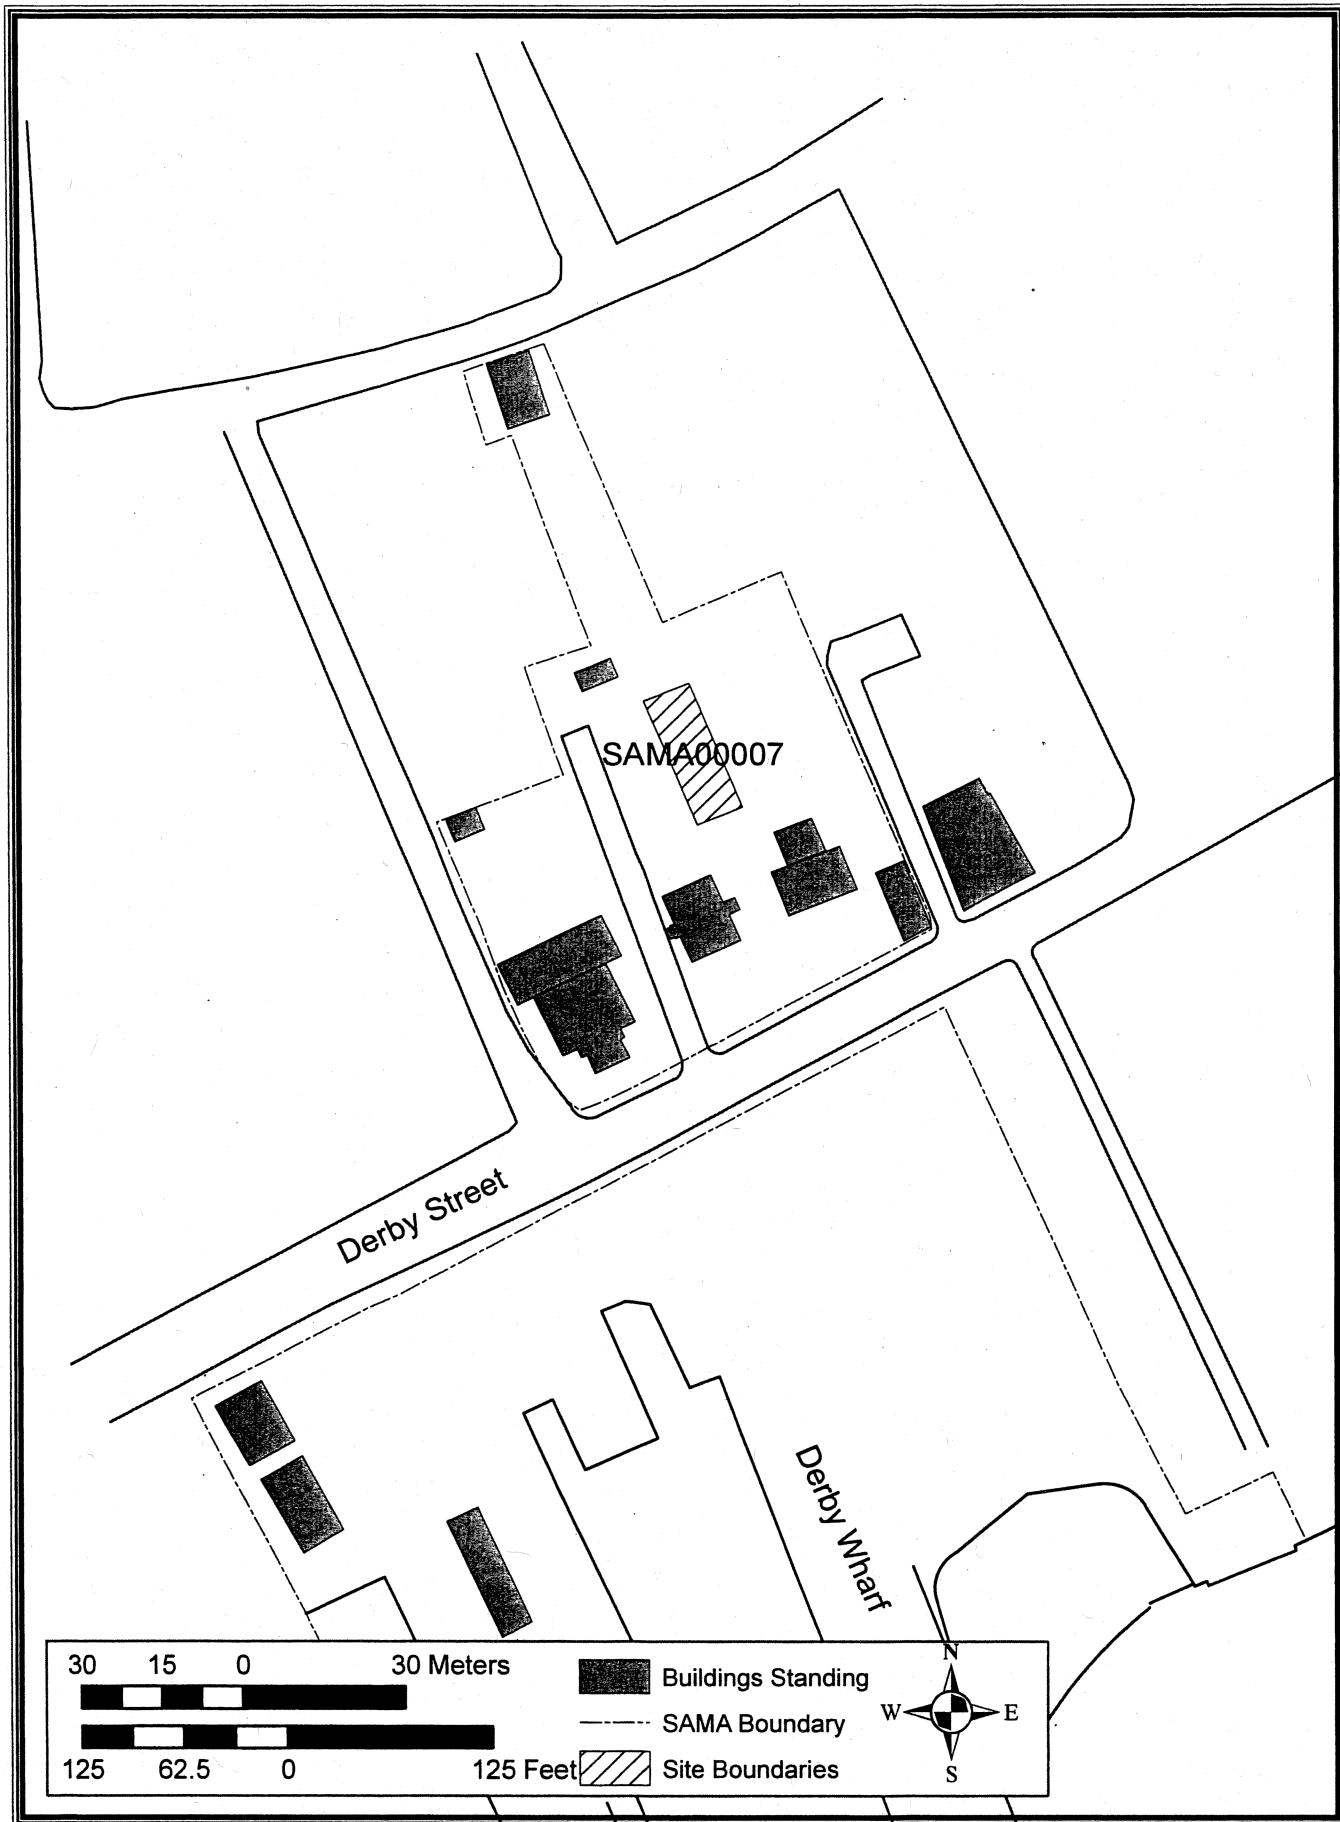 SAMA00007
Derby Street
Derby Wharf
30 15 0 30 Meters
125 62.5 0 125 Feet
Buildings Standing
SAMA Boundary
Site Boundaries
N
W E
S